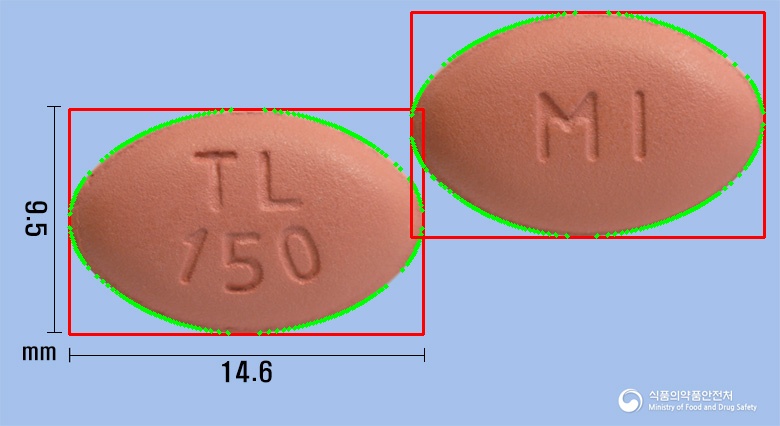 MI
TL
150
9.5
mm
14.6
식품의약품안전처
Ministry of Food and Drug Safety